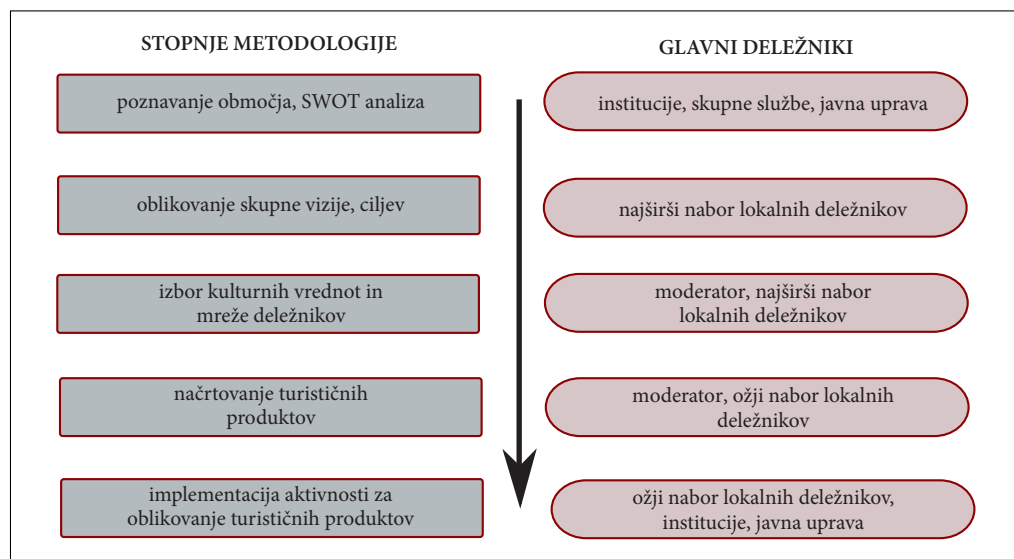 STOPNJE METODOLOGIJE
GLAVNI DELEŽNIKI
poznavanje območja, SWOT analiza
institucije, skupne službe, javna uprava
oblikovanje skupne vizije, ciljev
najširši nabor lokalnih deležnikov
izbor kulturnih vrednot in
mreže deležnikov
moderator, najširši nabor
lokalnih deležnikov
načrtovanje turističnih
produktov
moderator, ožji nabor lokalnih
deležnikov
implementacija aktivnosti za
oblikovanje turističnih produktov
ožji nabor lokalnih deležnikov,
institucije, javna uprava